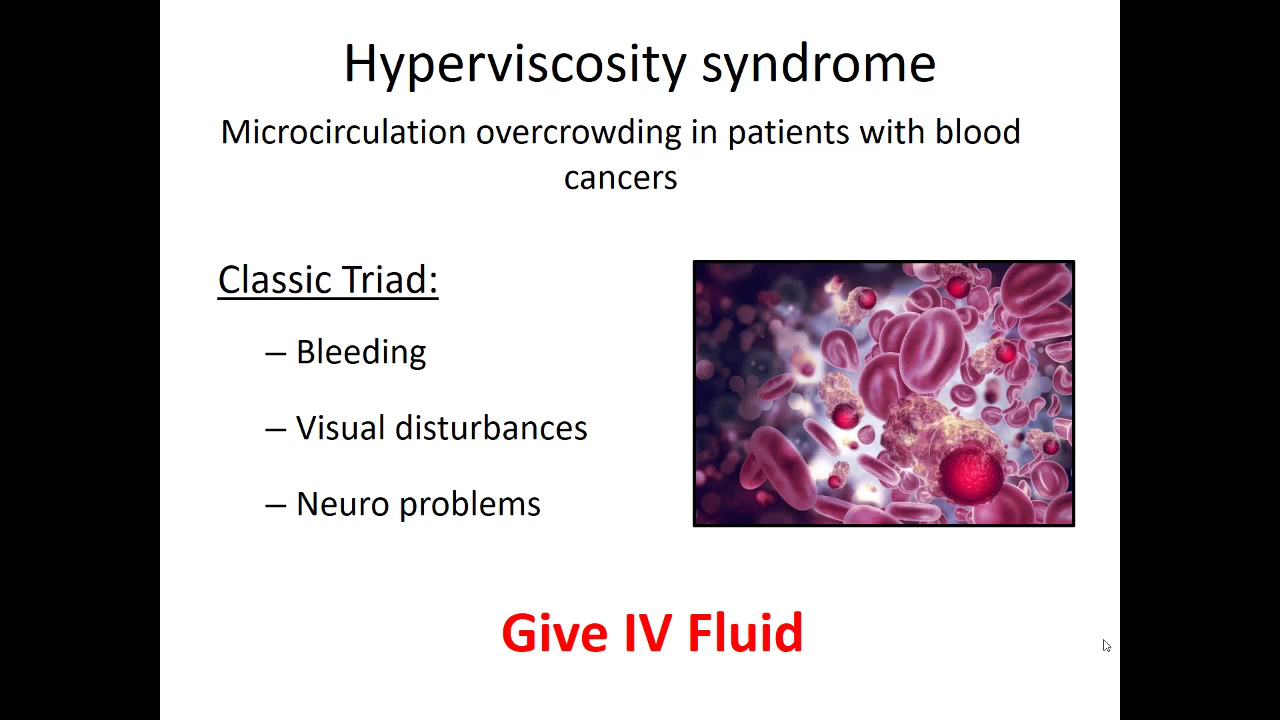 Hyperviscosity syndrome
Microcirculation overcrowding in patients with blood
cancers
Classic Triad:
– Bleeding
– Visual disturbances
– Neuro problems
Give IV Fluid